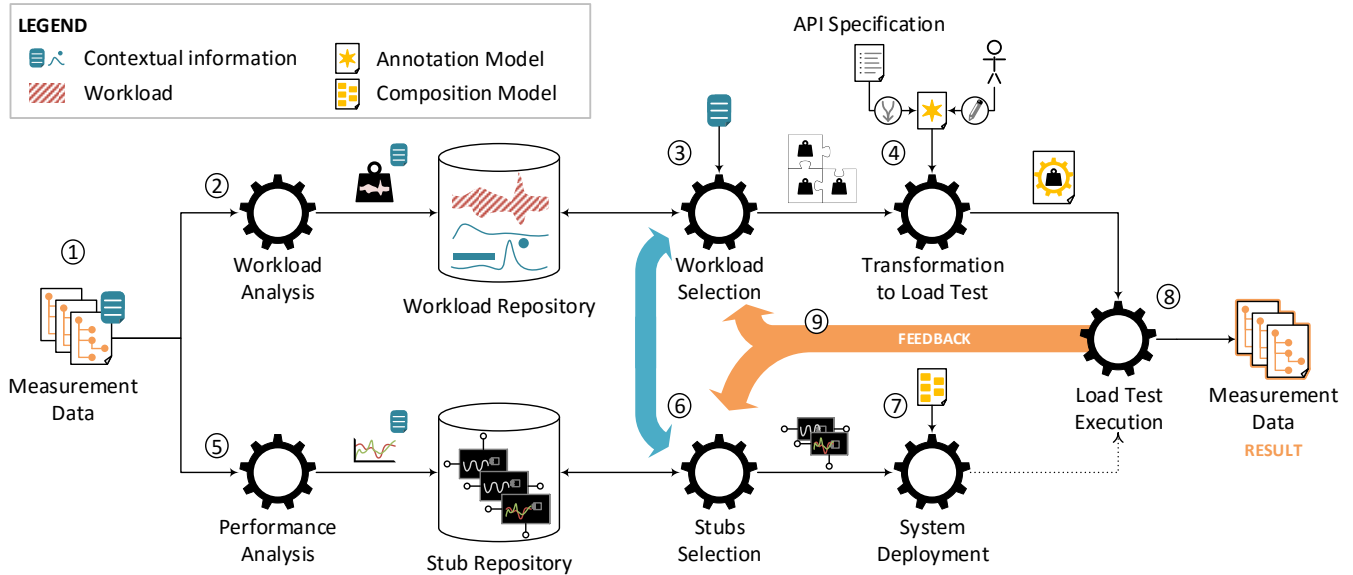 LEGEND
Contextual information
Workload
Annotation Model
Composition Model
API Specification
①
Measurement
Data
②
Workload
Analysis
Workload Repository
③
Workload
Selection
④
Transformation
to Load Test
⑤
Performance
Analysis
Stub Repository
⑥
Stubs
Selection
⑦
System
Deployment
⑧
Load Test
Execution
⑨
FEEDBACK
Measurement
Data
RESULT